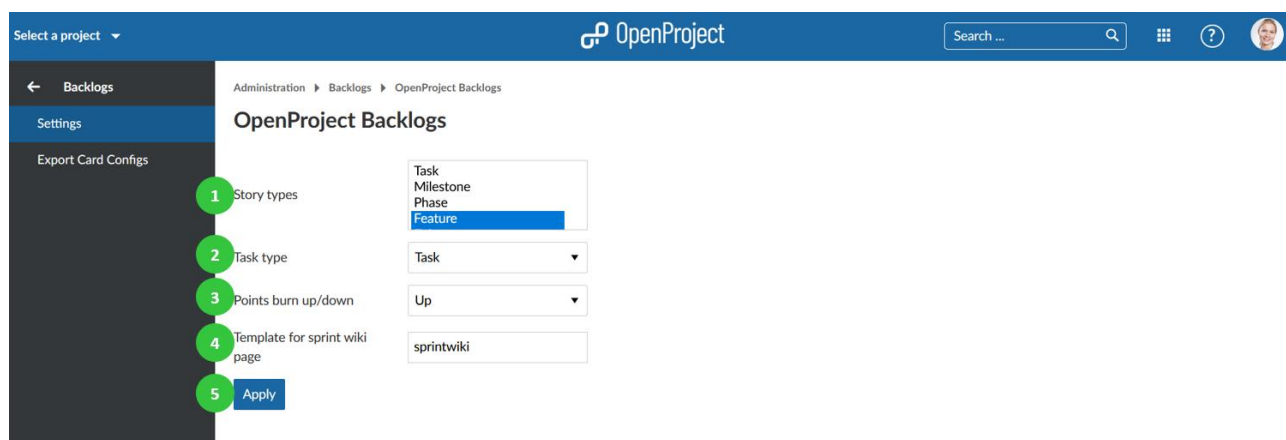 Select a project
OpenProject
Search ...
?
Backlogs
Settings
Export Card Configs
Administration Backlogs OpenProject Backlogs
OpenProject Backlogs
1 Story types
Task
Milestone
Phase
Feature
2 Task type
Task
3 Points burn up/down
Up
4 Template for sprint wiki
page
sprintwiki
5 Apply